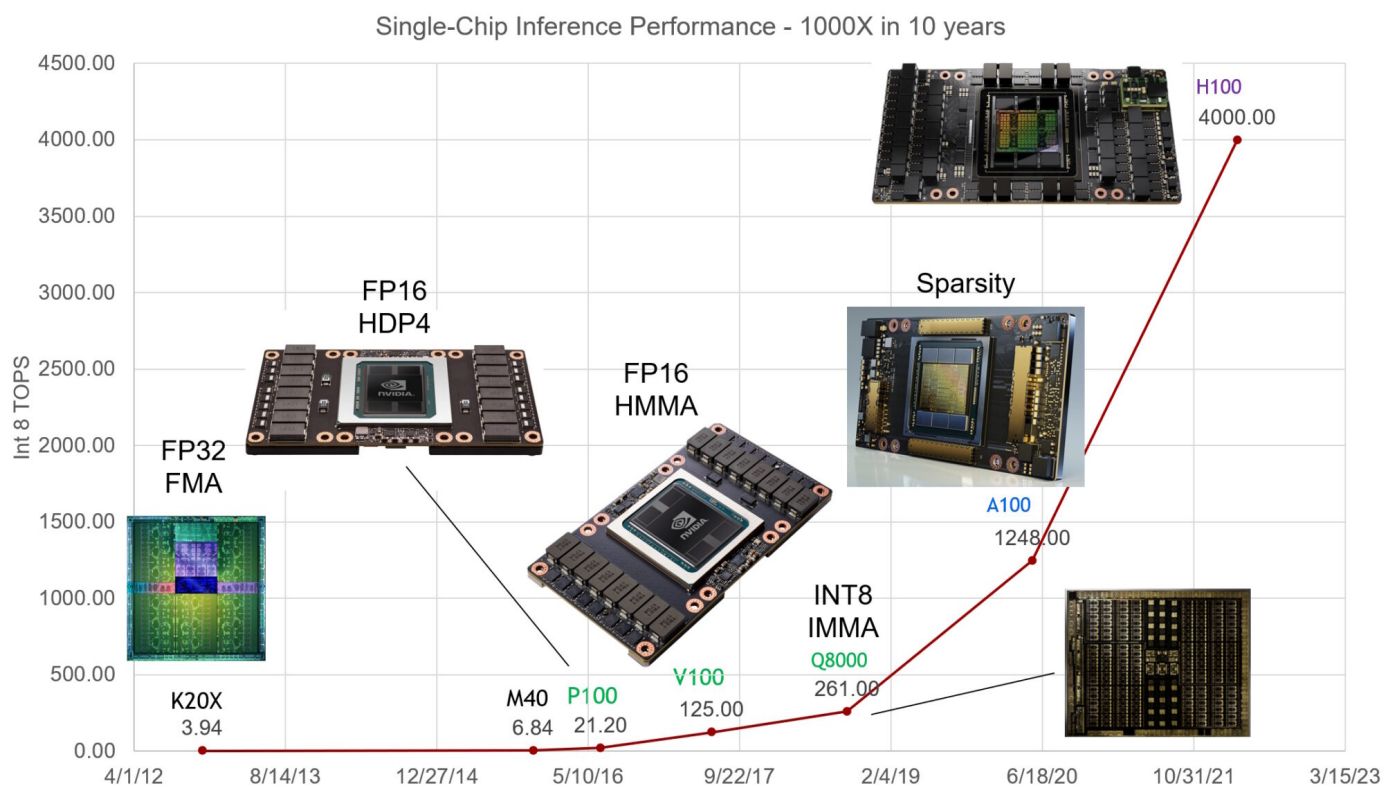 Single-Chip Inference Performance - 1000X in 10 years
Int 8 TOPS
4500.00
4000.00
3500.00
3000.00
2500.00
2000.00
1500.00
1000.00
500.00
0.00
4/1/12
8/14/13
12/27/14
5/10/16
9/22/17
2/4/19
6/18/20
10/31/21
3/15/23
FP32
FMA
K20X
3.94
FP16
HDP4
NVIDIA.
M40
6.84
P100
21.20
FP16
HMMA
NVIDIA.
V100
125.00
INT8
IMMA
Q8000
261.00
Sparsity
A100
1248.00
H100
4000.00